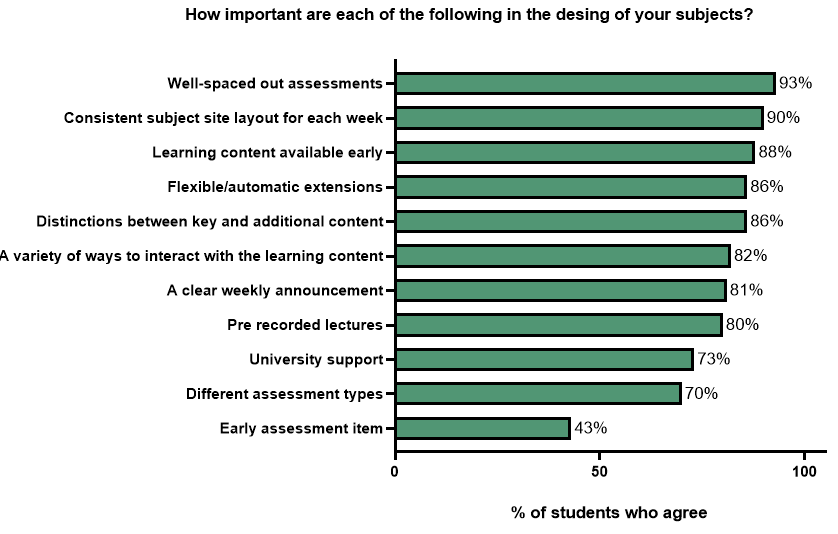 How important are each of the following in the desing of your subjects?
Well-spaced out assessments 93%
Consistent subject site layout for each week 90%
Learning content available early 88%
Flexible/automatic extensions 86%
Distinctions between key and additional content 86%
A variety of ways to interact with the learning content 82%
A clear weekly announcement 81%
Pre recorded lectures 80%
University support 73%
Different assessment types 70%
Early assessment item 43%
0 50 100
% of students who agree